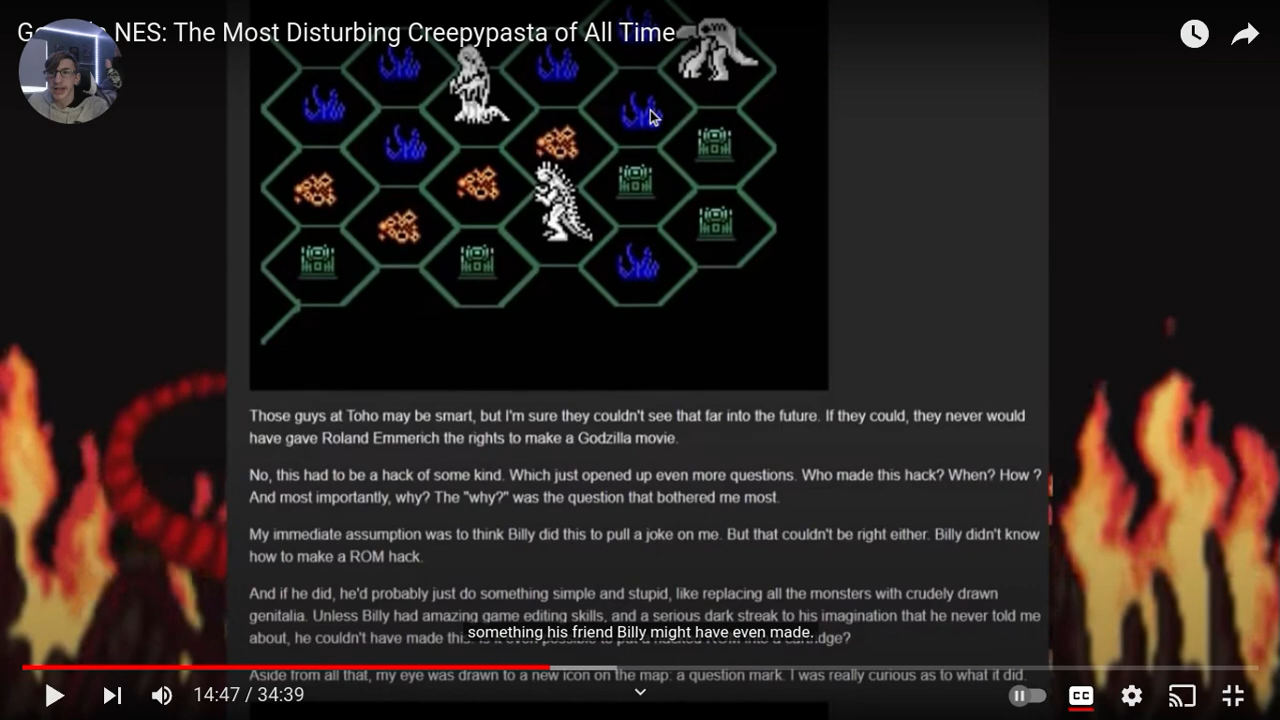 NES: The Most Disturbing Creepypasta of All Time
Those guys at Toho may be smart, but I'm sure they couldn't see that far into the future. If they could, they never would
have gave Roland Emmerich the rights to make a Godzilla movie.
No, this had to be a hack of some kind. Which just opened up even more questions. Who made this hack? When? How ?
And most importantly, why? The "why?" was the question that bothered me most.
My immediate assumption was to think Billy did this to pull a joke on me. But that couldn't be right either. Billy didn't know
how to make a ROM hack.
And if he did, he'd probably just do something simple and stupid, like replacing all the monsters with crudely drawn
genitalia. Unless Billy had amazing game editing skills, and a serious dark streak to his imagination that he never told me
about, he couldn't have made this.
something his friend Billy might have even made.
Aside from all that, my eye was drawn to a new icon on the map: a question mark. I was really curious as to what it did.
14:47 / 34:39
CC